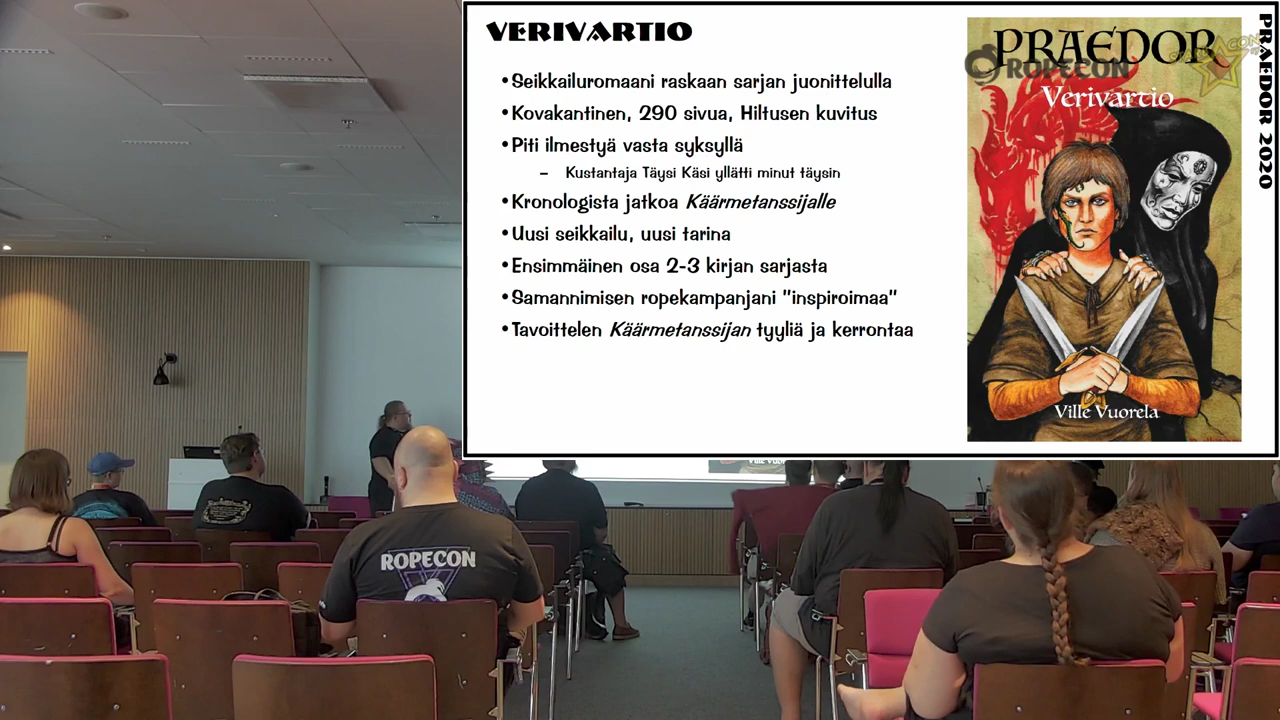 VERIVARTIO
•Seikkailuromaani raskaan sarjan juonittelulla
•Kovakantinen, 290 sivua, Hiltusen kuvitus
•Piti ilmestyä vasta syksyllä
– Kustantaja Täysi Käsi yllätti minut täysin
•Kronologista jatkoa Käärmetanssijalle
•Uusi seikkailu, uusi tarina
•Ensimmäinen osa 2-3 kirjan sarjasta
•Samannimisen ropekampanjani "inspiroimaa"
•Tavoittelen Käärmetanssijan tyyliä ja kerrontaa
PRAEDOR
ROPECON
Verivartio
Ville Vuorela
PRAEDOR 2020
ROPECON